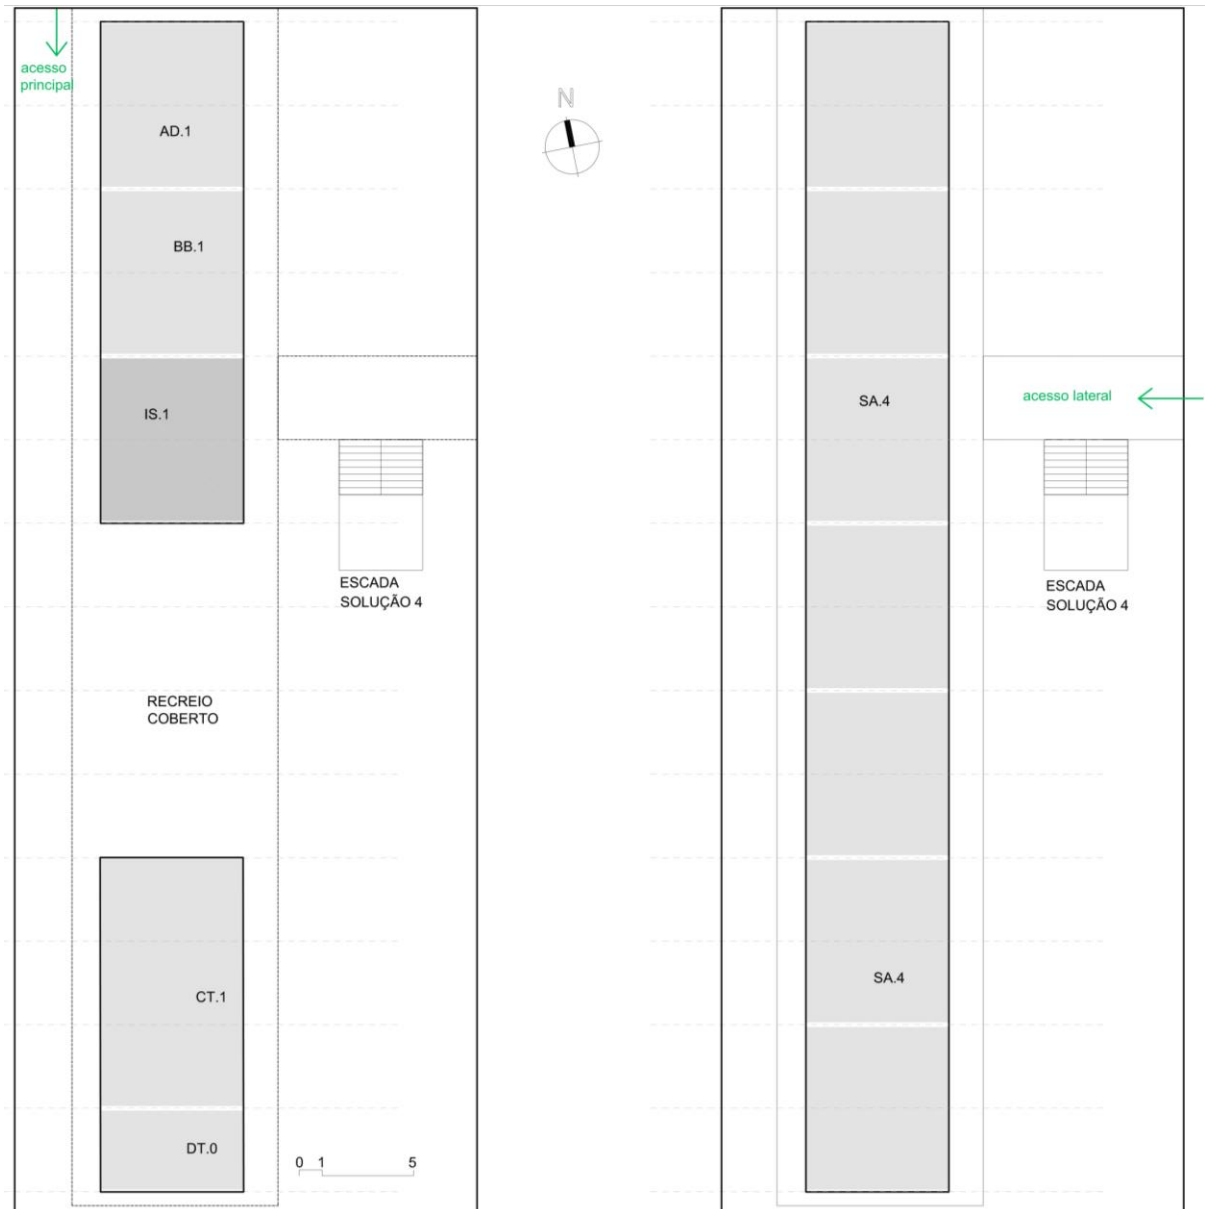 acesso
principal
AD.1
N
BB.1
IS.1
ESCADA
SOLUÇÃO 4
RECREIO
COBERTO
CT.1
DT.0
0 1 5
SA.4
acesso lateral
ESCADA
SOLUÇÃO 4
SA.4